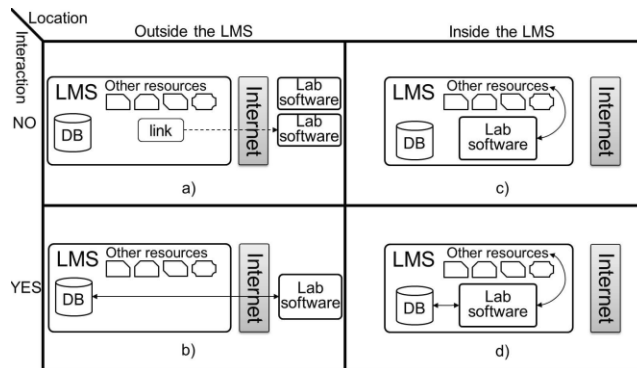 Location
Interaction
Outside the LMS
Inside the LMS
NO
YES
LMS
Other resources
DB
link
Internet
Lab
software
Lab
software
a)
LMS
Other resources
DB
Lab
software
Internet
c)
LMS
Other resources
DB
Internet
Lab
software
b)
LMS
Other resources
DB
Lab
software
Internet
d)